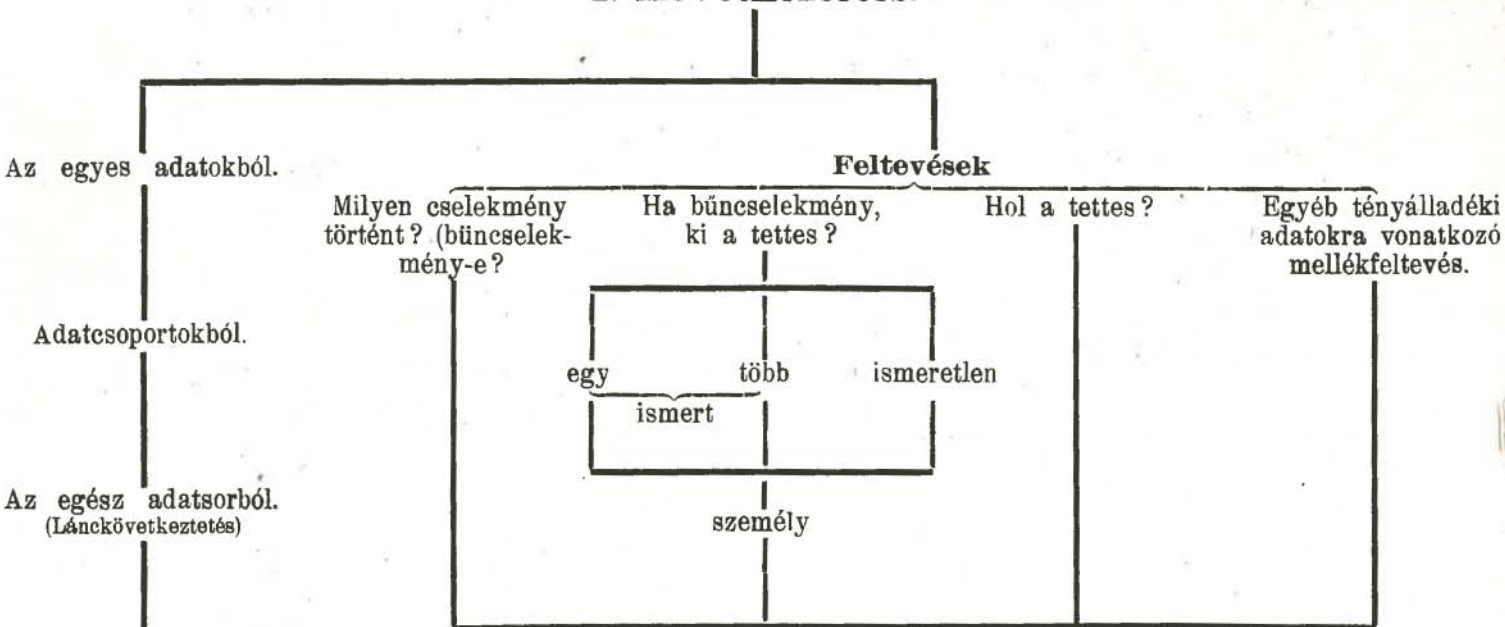 Az egyes adatokból.
Feltevések
Milyen cselekmény
történt? (büncselek-
mény-e?
Ha bűncselekmény,
ki a tettes?
Hol a tettes?
Egyéb tényálladéki
adatokra vonatkozó
mellékfeltevés.
Adatcsoportokból.
egy
több
ismeretlen
ismert
Az egész adatsorból.
(Lánckövetkeztetés)
személy